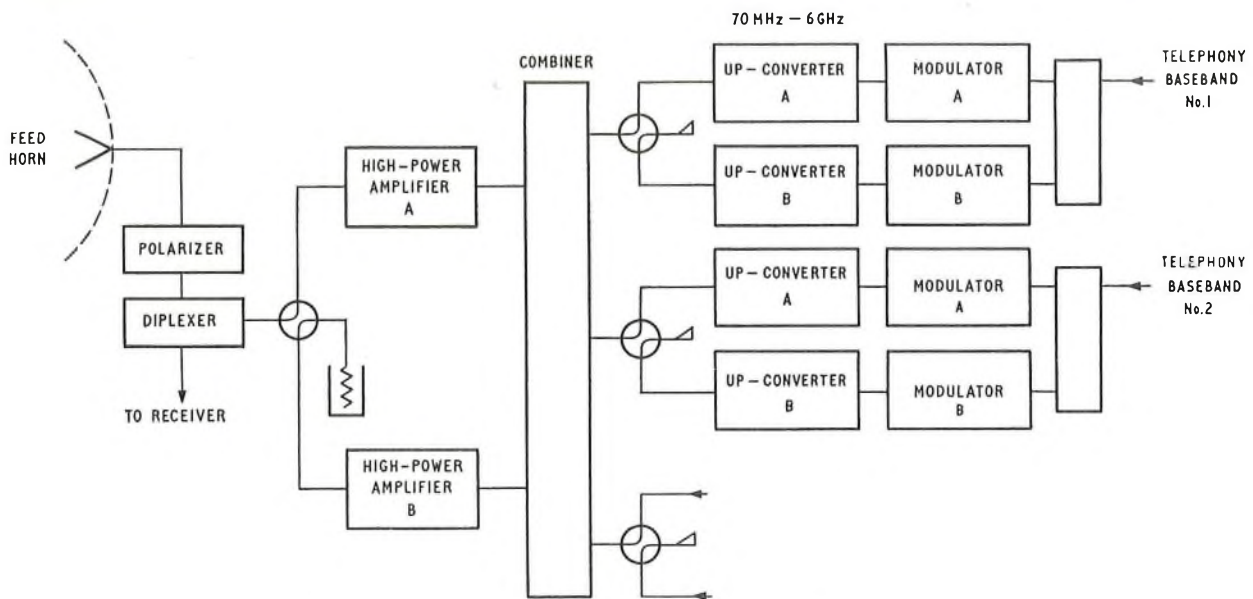 70 MHz – 6 GHz
COMBINER
UP – CONVERTER
A
MODULATOR
A
TELEPHONY
BASEBAND
No.1
FEED
HORN
HIGH – POWER
AMPLIFIER
A
UP – CONVERTER
B
MODULATOR
B
POLARIZER
DIPLEXER
UP – CONVERTER
A
MODULATOR
A
TELEPHONY
BASEBAND
No.2
UP – CONVERTER
B
MODULATOR
B
TO RECEIVER
HIGH – POWER
AMPLIFIER
B